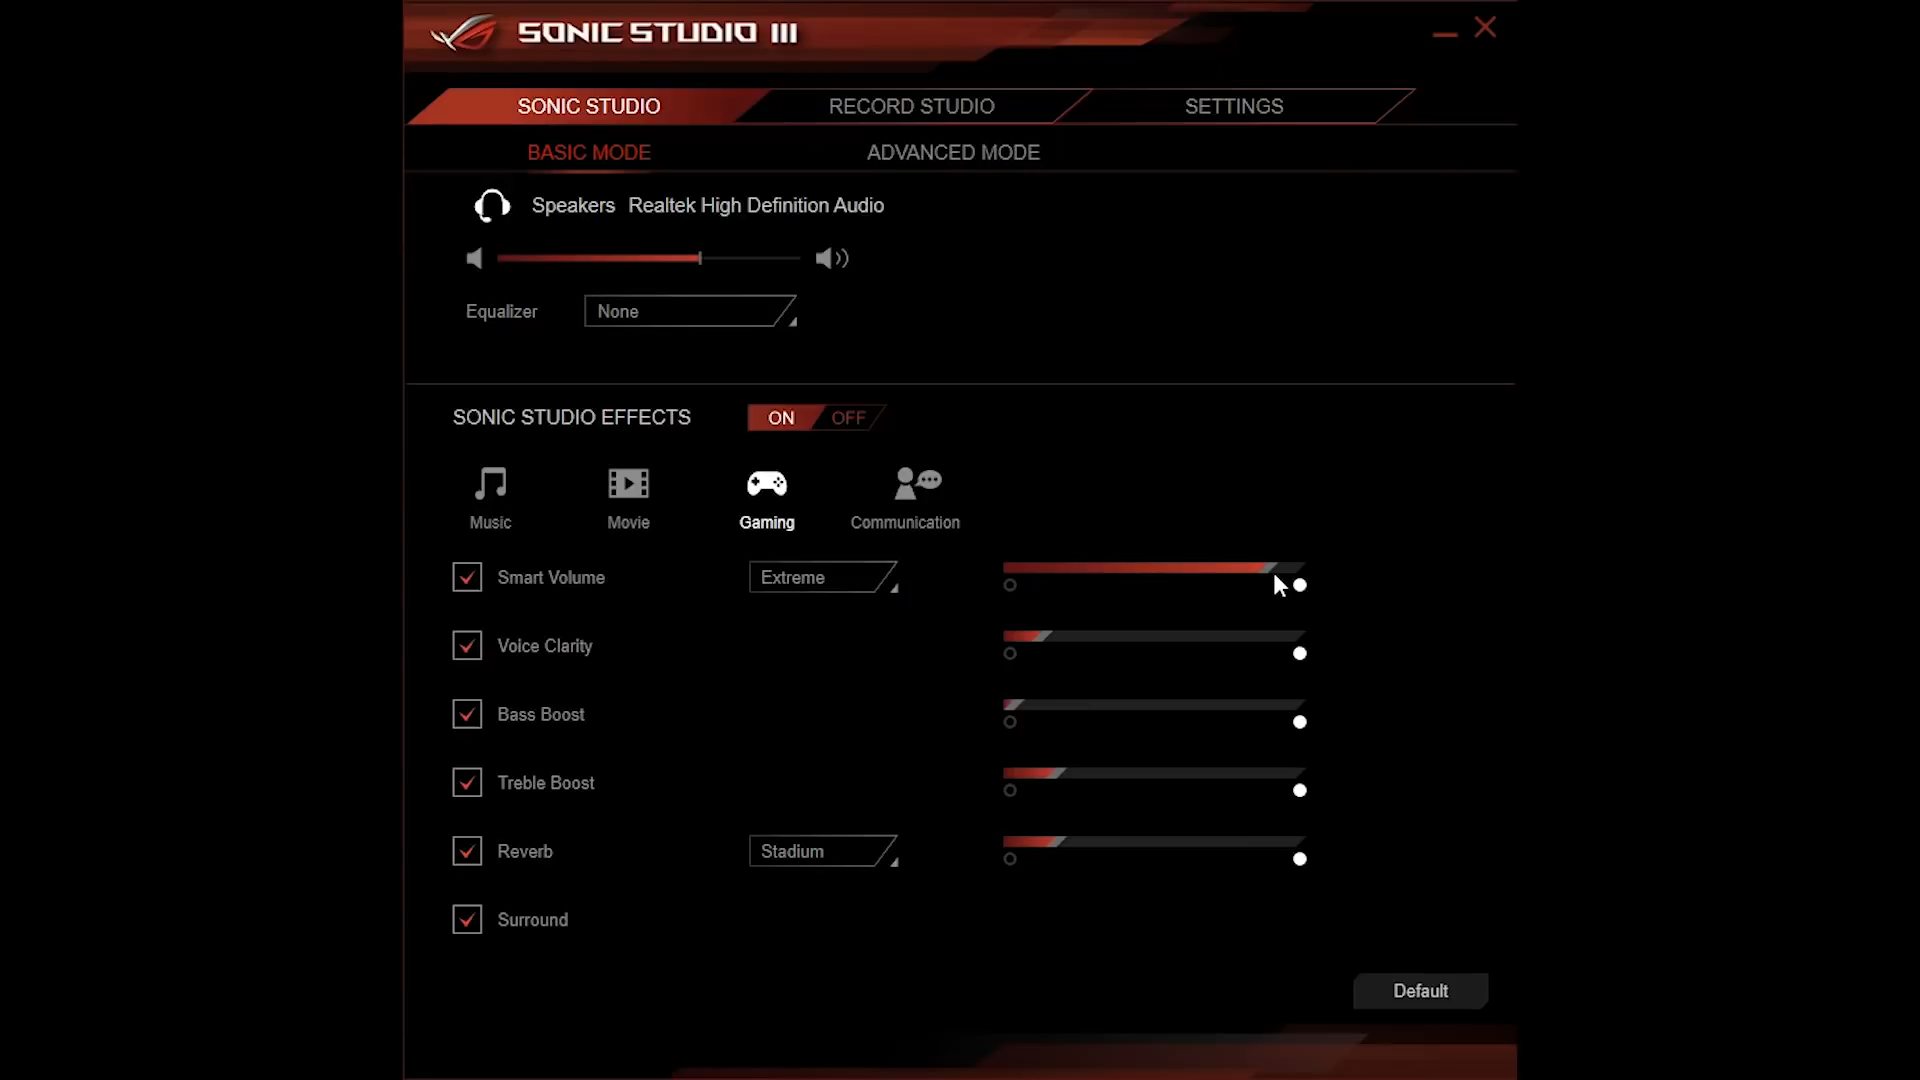 SONIC STUDIO III
SONIC STUDIO RECORD STUDIO SETTINGS
BASIC MODE ADVANCED MODE
Speakers Realtek High Definition Audio
Equalizer None
SONIC STUDIO EFFECTS ON OFF
Music Movie Gaming Communication
Smart Volume Extreme
Voice Clarity
Bass Boost
Treble Boost
Reverb Stadium
Surround
Default